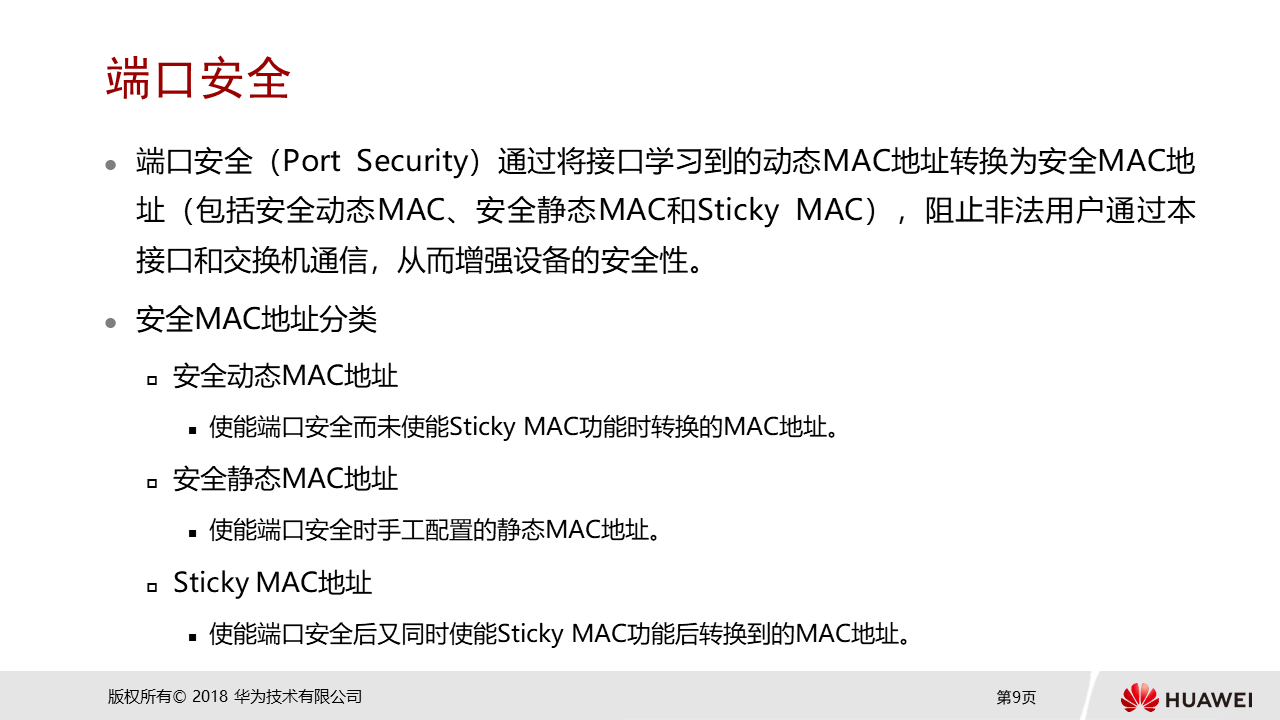 端口安全
端口安全（Port Security）通过将接口学习到的动态MAC地址转换为安全MAC地
址（包括安全动态MAC、安全静态MAC和Sticky MAC），阻止非法用户通过本
接口和交换机通信，从而增强设备的安全性。
安全MAC地址分类
安全动态MAC地址
使能端口安全而未使能Sticky MAC功能时转换的MAC地址。
安全静态MAC地址
使能端口安全时手工配置的静态MAC地址。
Sticky MAC地址
使能端口安全后又同时使能Sticky MAC功能后转换到的MAC地址。
版权所有© 2018 华为技术有限公司
第9页
HUAWEI